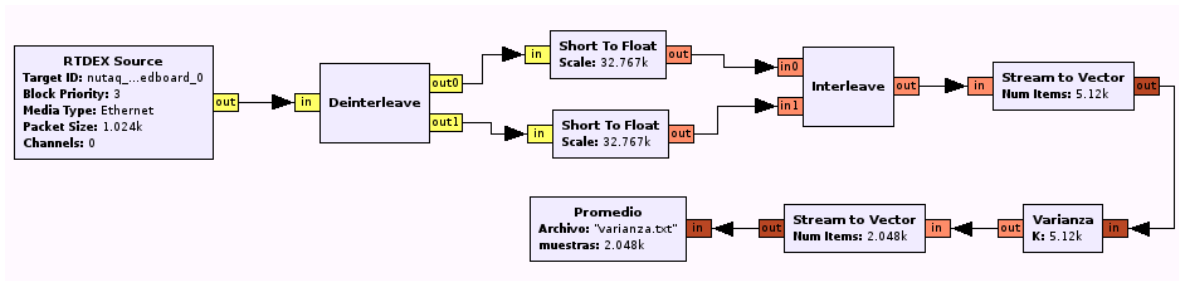 RTDEX Source
Target ID: nutaq_...edboard_0
Block Priority: 3
Media Type: Ethernet
Packet Size: 1.024k
Channels: 0
out
in
Deinterleave
out0
out1
in
Short To Float
Scale: 32.767k
out
in
Short To Float
Scale: 32.767k
out
in0
in1
Interleave
out
in
Stream to Vector
Num Items: 5.12k
out
Promedio
Archivo: "varianza.txt"
muestras: 2.048k
in
out
Stream to Vector
Num Items: 2.048k
in
out
Varianza
K: 5.12k
in